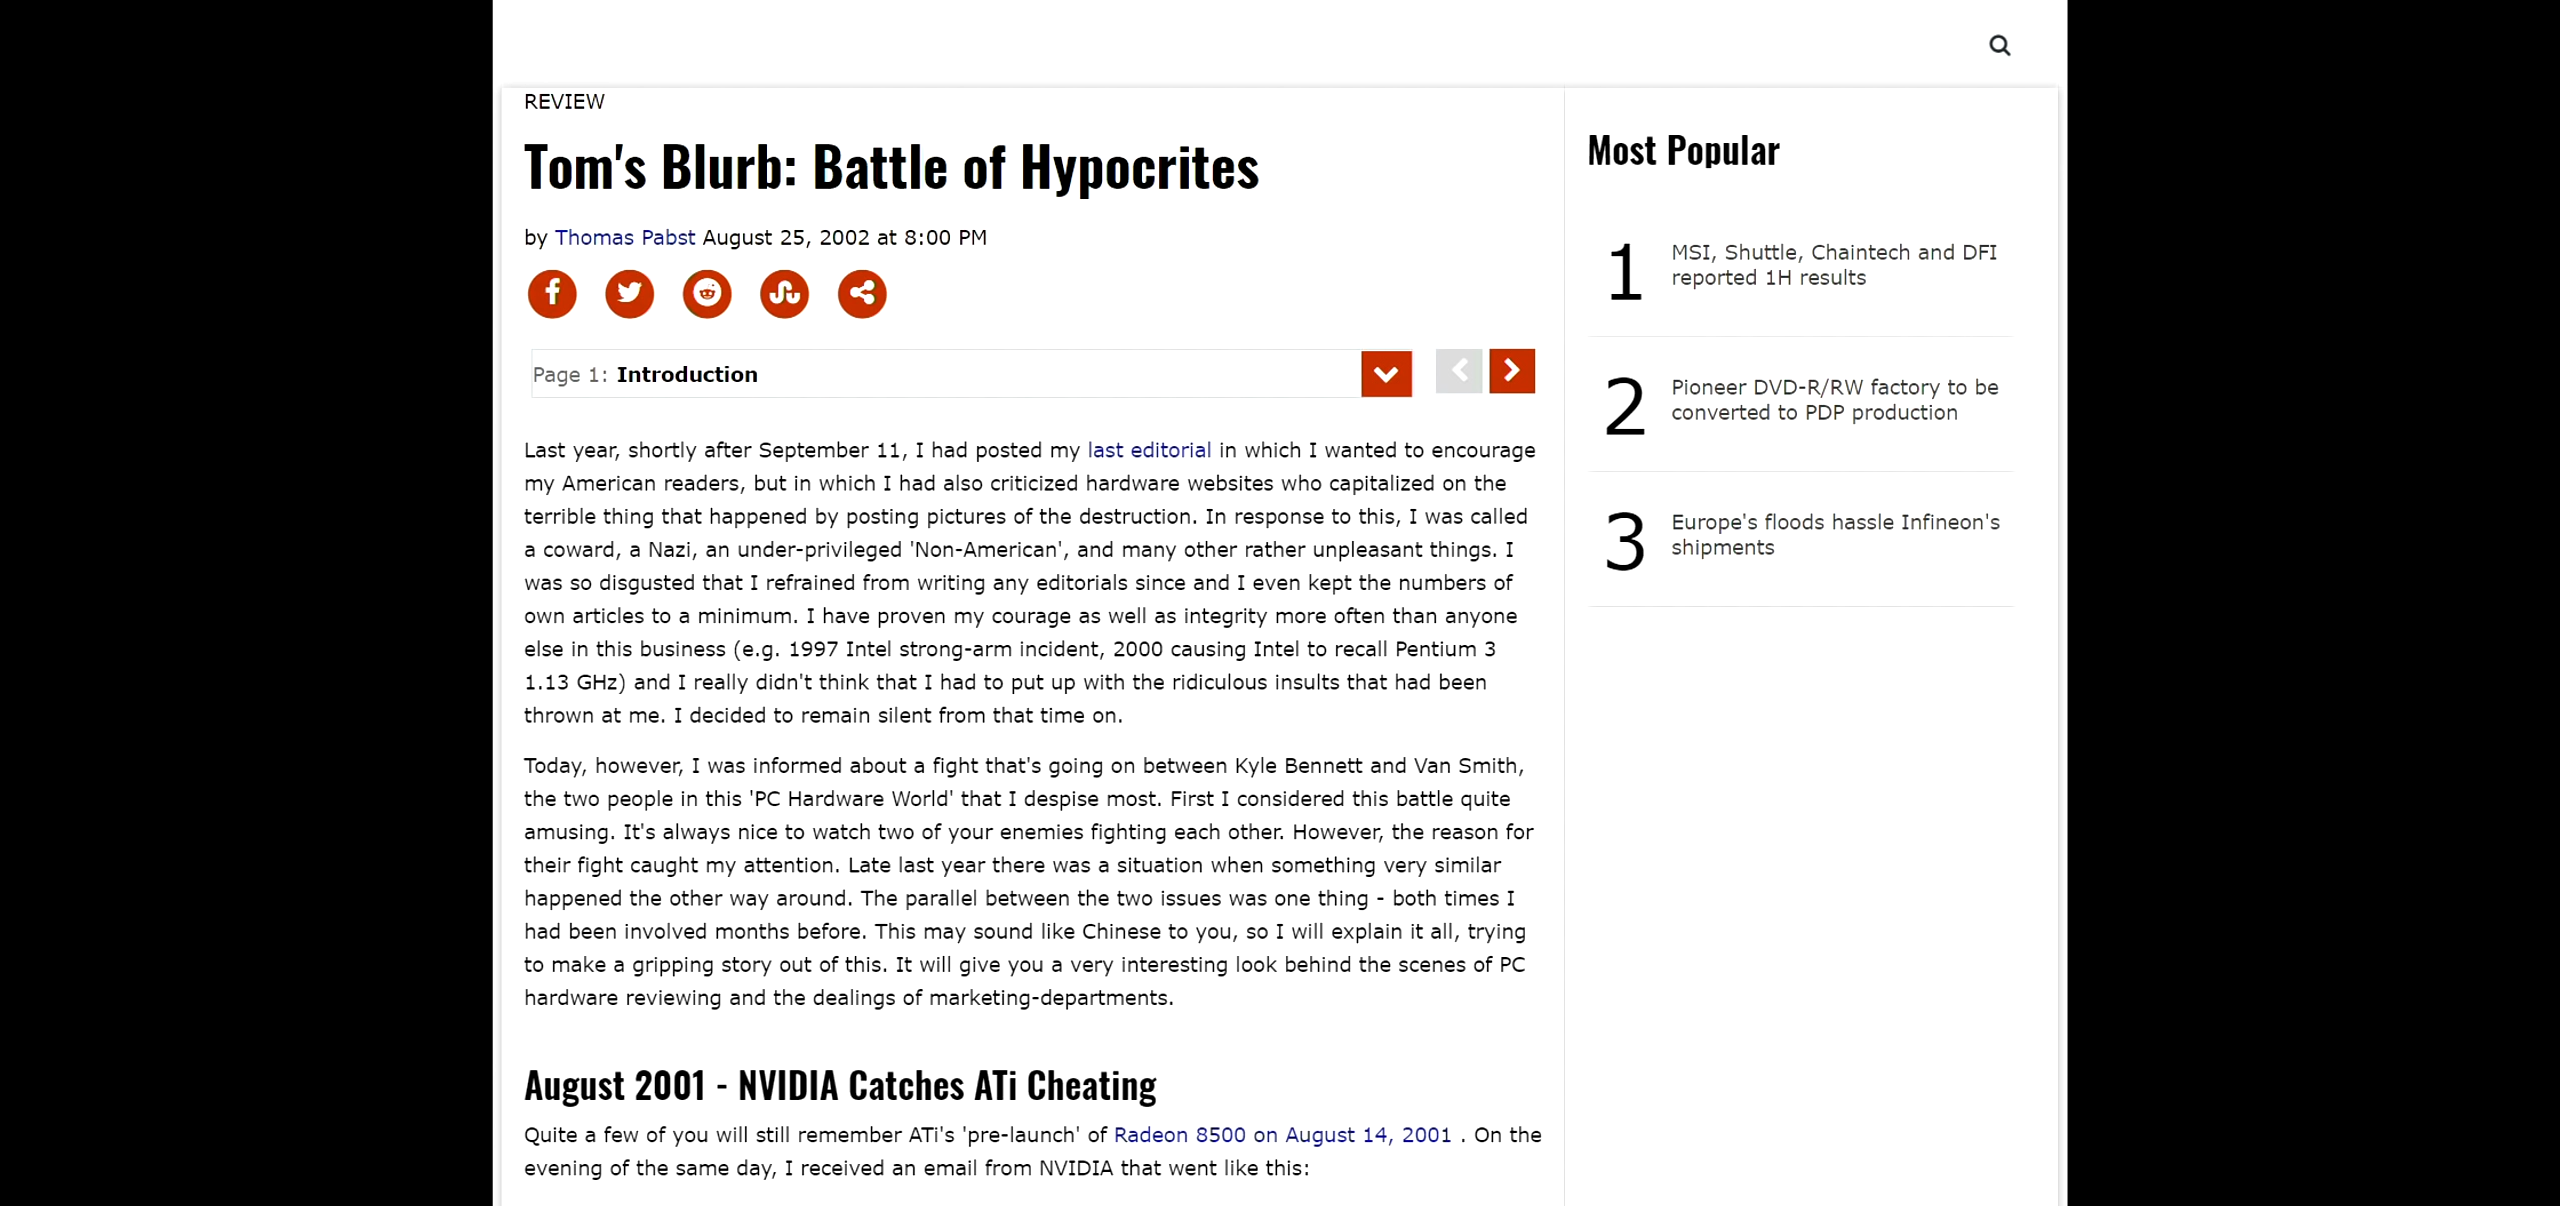 REVIEW
Tom's Blurb: Battle of Hypocrites
by Thomas Pabst August 25, 2002 at 8:00 PM
Page 1: Introduction
Last year, shortly after September 11, I had posted my last editorial in which I wanted to encourage
my American readers, but in which I had also criticized hardware websites who capitalized on the
terrible thing that happened by posting pictures of the destruction. In response to this, I was called
a coward, a Nazi, an under-privileged 'Non-American', and many other rather unpleasant things. I
was so disgusted that I refrained from writing any editorials since and I even kept the numbers of
own articles to a minimum. I have proven my courage as well as integrity more often than anyone
else in this business (e.g. 1997 Intel strong-arm incident, 2000 causing Intel to recall Pentium 3
1.13 GHz) and I really didn't think that I had to put up with the ridiculous insults that had been
thrown at me. I decided to remain silent from that time on.
Today, however, I was informed about a fight that's going on between Kyle Bennett and Van Smith,
the two people in this 'PC Hardware World' that I despise most. First I considered this battle quite
amusing. It's always nice to watch two of your enemies fighting each other. However, the reason for
their fight caught my attention. Late last year there was a situation when something very similar
happened the other way around. The parallel between the two issues was one thing - both times I
had been involved months before. This may sound like Chinese to you, so I will explain it all, trying
to make a gripping story out of this. It will give you a very interesting look behind the scenes of PC
hardware reviewing and the dealings of marketing-departments.
August 2001 - NVIDIA Catches ATi Cheating
Quite a few of you will still remember ATi's 'pre-launch' of Radeon 8500 on August 14, 2001 . On the
evening of the same day, I received an email from NVIDIA that went like this:
Most Popular
1
MSI, Shuttle, Chaintech and DFI
reported 1H results
2
Pioneer DVD-R/RW factory to be
converted to PDP production
3
Europe's floods hassle Infineon's
shipments